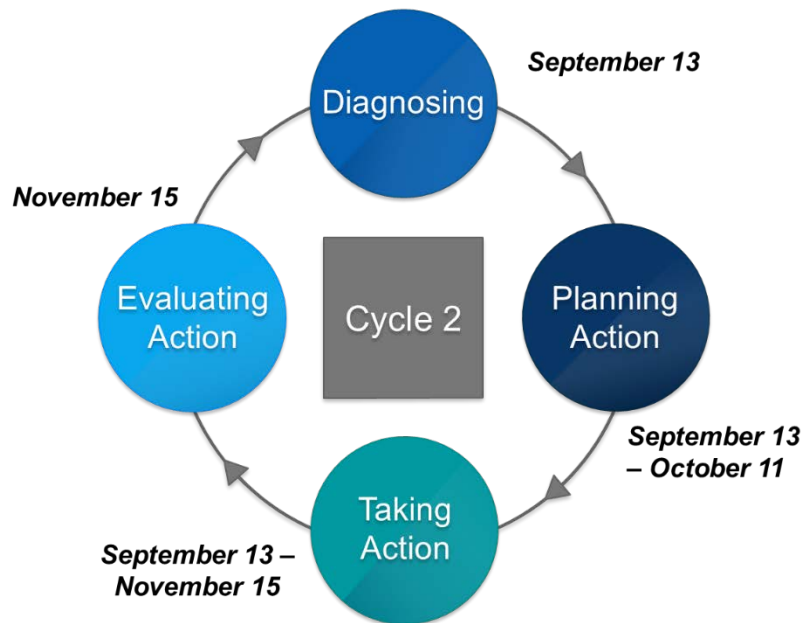 Diagnosing
September 13
Planning
Action
September 13
– October 11
Taking
Action
September 13 –
November 15
Evaluating
Action
November 15
Cycle 2